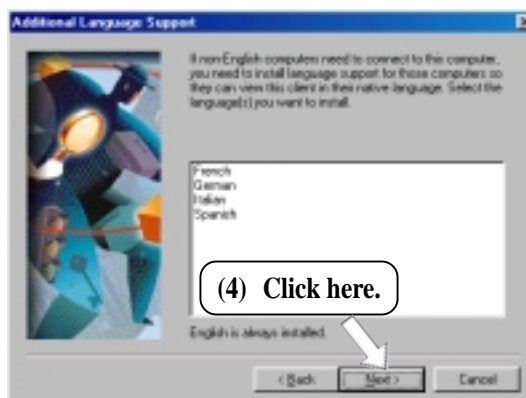 Additional Language Support
If non-English computers need to connect to this computer,
you need to install language support for those computers so
they can view this client in their native language. Select the
language(s) you want to install.
French
German
Italian
Spanish
(4) Click here.
English is always installed.
< Back
Next >
Cancel